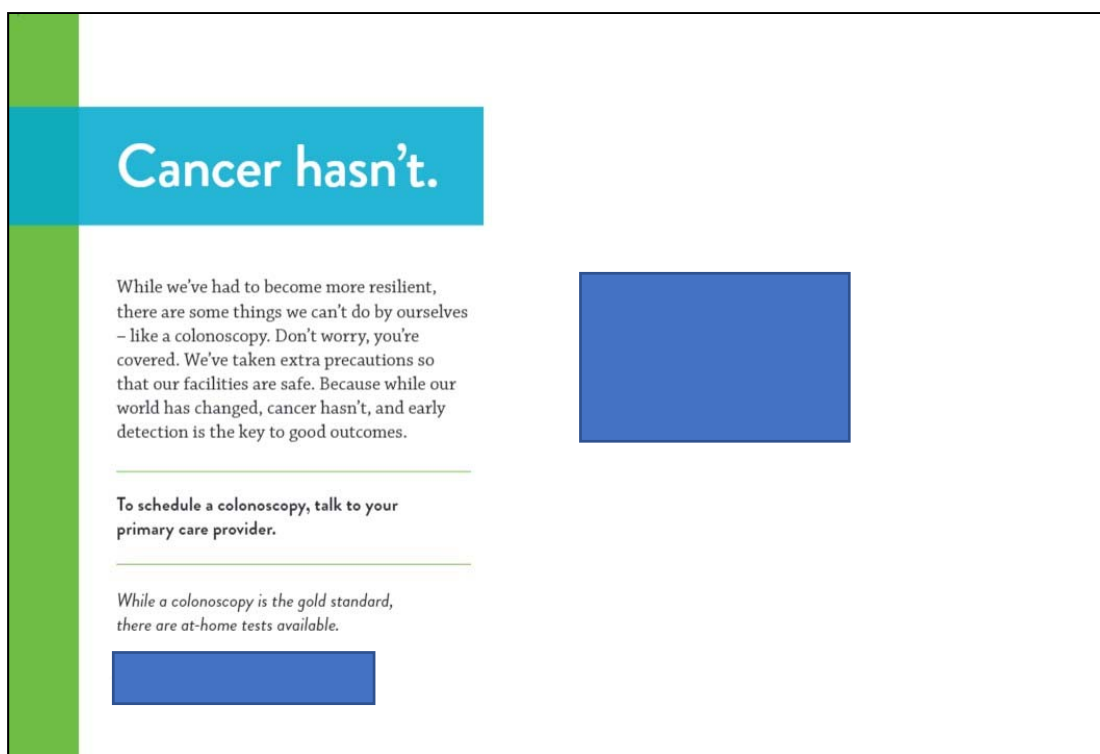 Cancer hasn’t.
While we’ve had to become more resilient,
there are some things we can’t do by ourselves
– like a colonoscopy. Don’t worry, you’re
covered. We’ve taken extra precautions so
that our facilities are safe. Because while our
world has changed, cancer hasn’t, and early
detection is the key to good outcomes.
To schedule a colonoscopy, talk to your
primary care provider.
While a colonoscopy is the gold standard,
there are at-home tests available.